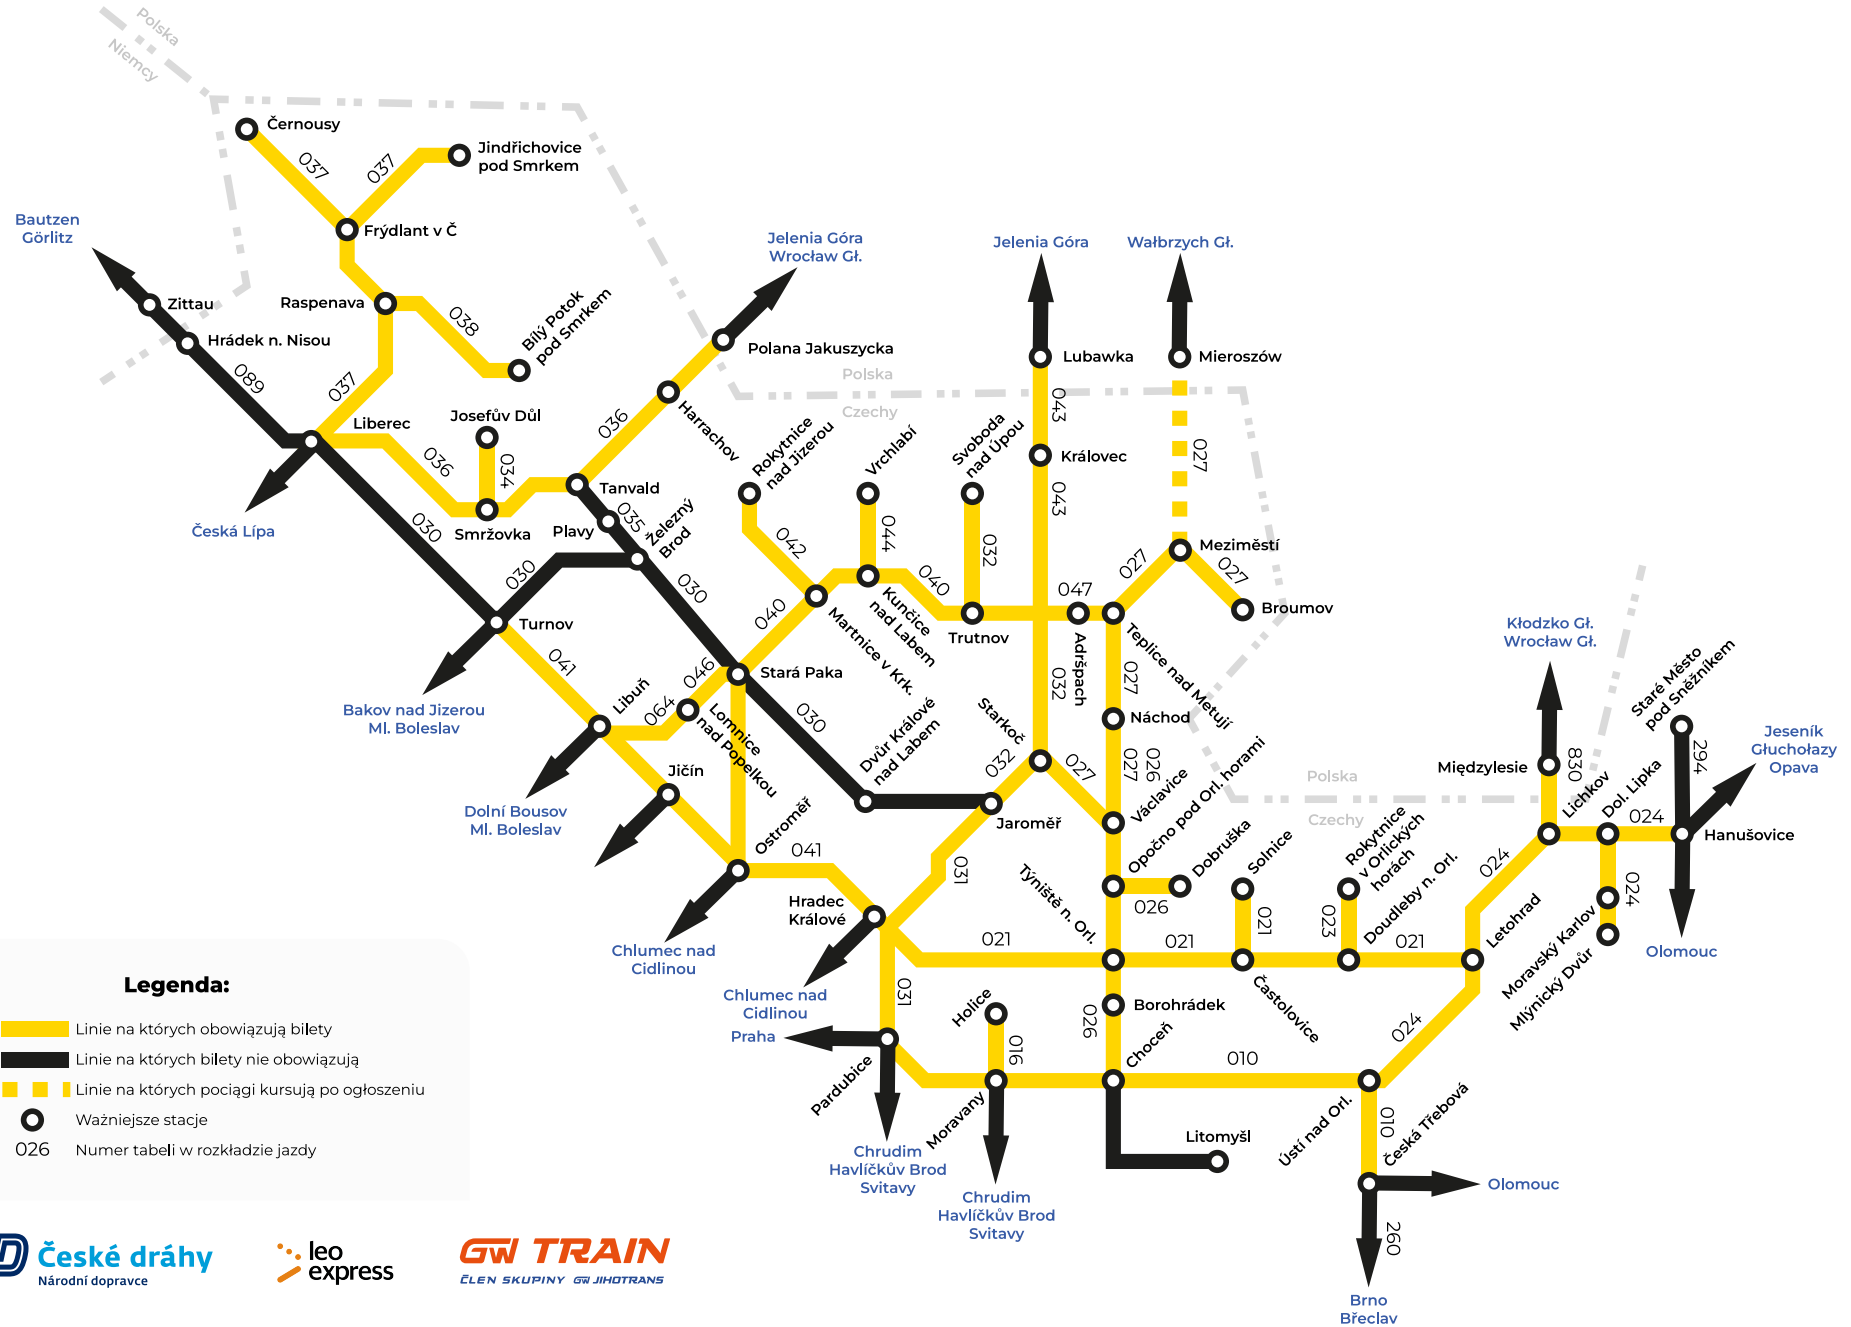 Polska
Niemcy
Černousy
037
037
Jindřichovice
pod Smrkem
Bautzen
Görlitz
Frýdlant v Č
Jelenia Góra
Wrocław Gł.
Jelenia Góra
Wałbrzych Gł.
Zittau
Raspenava
038
Bílý Potok
pod Smrkem
Hrádek n. Nisou
Polana Jakuszycka
Lubawka
Mieroszów
089
037
Polska
Czechy
Liberec
Josefův Důl
036
Harrachov
Rokytnice
nad Jizerou
Vrchlabí
Svoboda
nad Úpou
043
Královec
027
036
034
043
Česká Lípa
030
Smržovka
Tanvald
Plavy
035
Železný
Brod
042
044
032
Meziměstí
030
030
040
Kunčice
nad Labem
040
027
027
047
Broumov
Turnov
Martnice v Krk.
Trutnov
Adršpach
Teplice nad Metují
Kłodzko Gł.
Wrocław Gł.
041
046
Stará Paka
032
027
Staré Město
pod Sněžníkem
Libuň
064
Lomnice
nad Popelkou
030
Dvůr Králové
nad Labem
Starkoč
Náchod
Bakov nad Jizerou
Ml. Boleslav
Jeseník
Głuchołazy
Opava
Jičín
032
027
027
026
Václavice
Opočno pod Orl. horami
Polska
Czechy
Międzylesie
830
Lichkov
Dol. Lipka
294
Dolní Bousov
Ml. Boleslav
Ostroměř
Jaroměř
024
Hanušovice
041
031
Týniště n. Orl.
Dobruška
Solnice
Rokytnice
v Orlických
horách
Doudleby n. Orl.
024
024
Hradec
Králové
026
021
023
Letohrad
Moravský Karlov
Mlýnický Dvůr
Chlumec nad
Cidlinou
021
021
021
Olomouc
Legenda:
Chlumec nad
Cidlinou
031
Holice
Borohrádek
Častolovice
Linie na których obowiązują bilety
Praha
016
026
Choceň
024
Linie na których bilety nie obowiązują
Pardubice
010
Linie na których pociągi kursują po ogłoszeniu
Moravany
Ústí nad Orl.
010
Česká Třebová
Ważniejsze stacje
Litomyšl
026
Numer tabeli w rozkładzie jazdy
Chrudim
Havlíčkův Brod
Svitavy
Chrudim
Havlíčkův Brod
Svitavy
Olomouc
260
České dráhy
Národní dopravce
leo
express
GW TRAIN
ČLEN SKUPINY GW JIHOTRANS
Brno
Břeclav